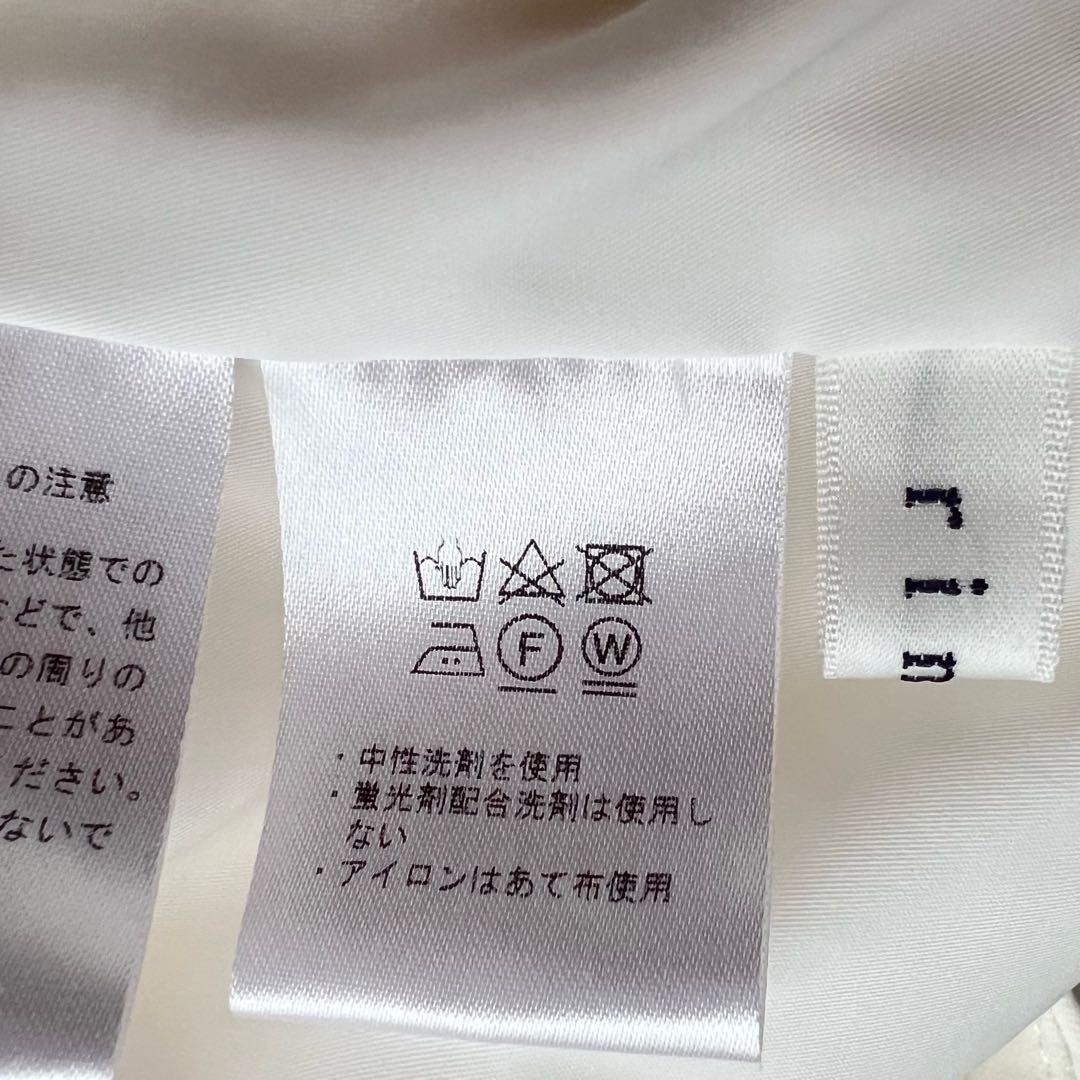 の注意
た状態での
などで、他
の周りの
ことがあ
ください。
ないで
F W
・中性洗剤を使用
・蛍光剤配合洗剤は使用し
ない
・アイロンはあて布使用
rin